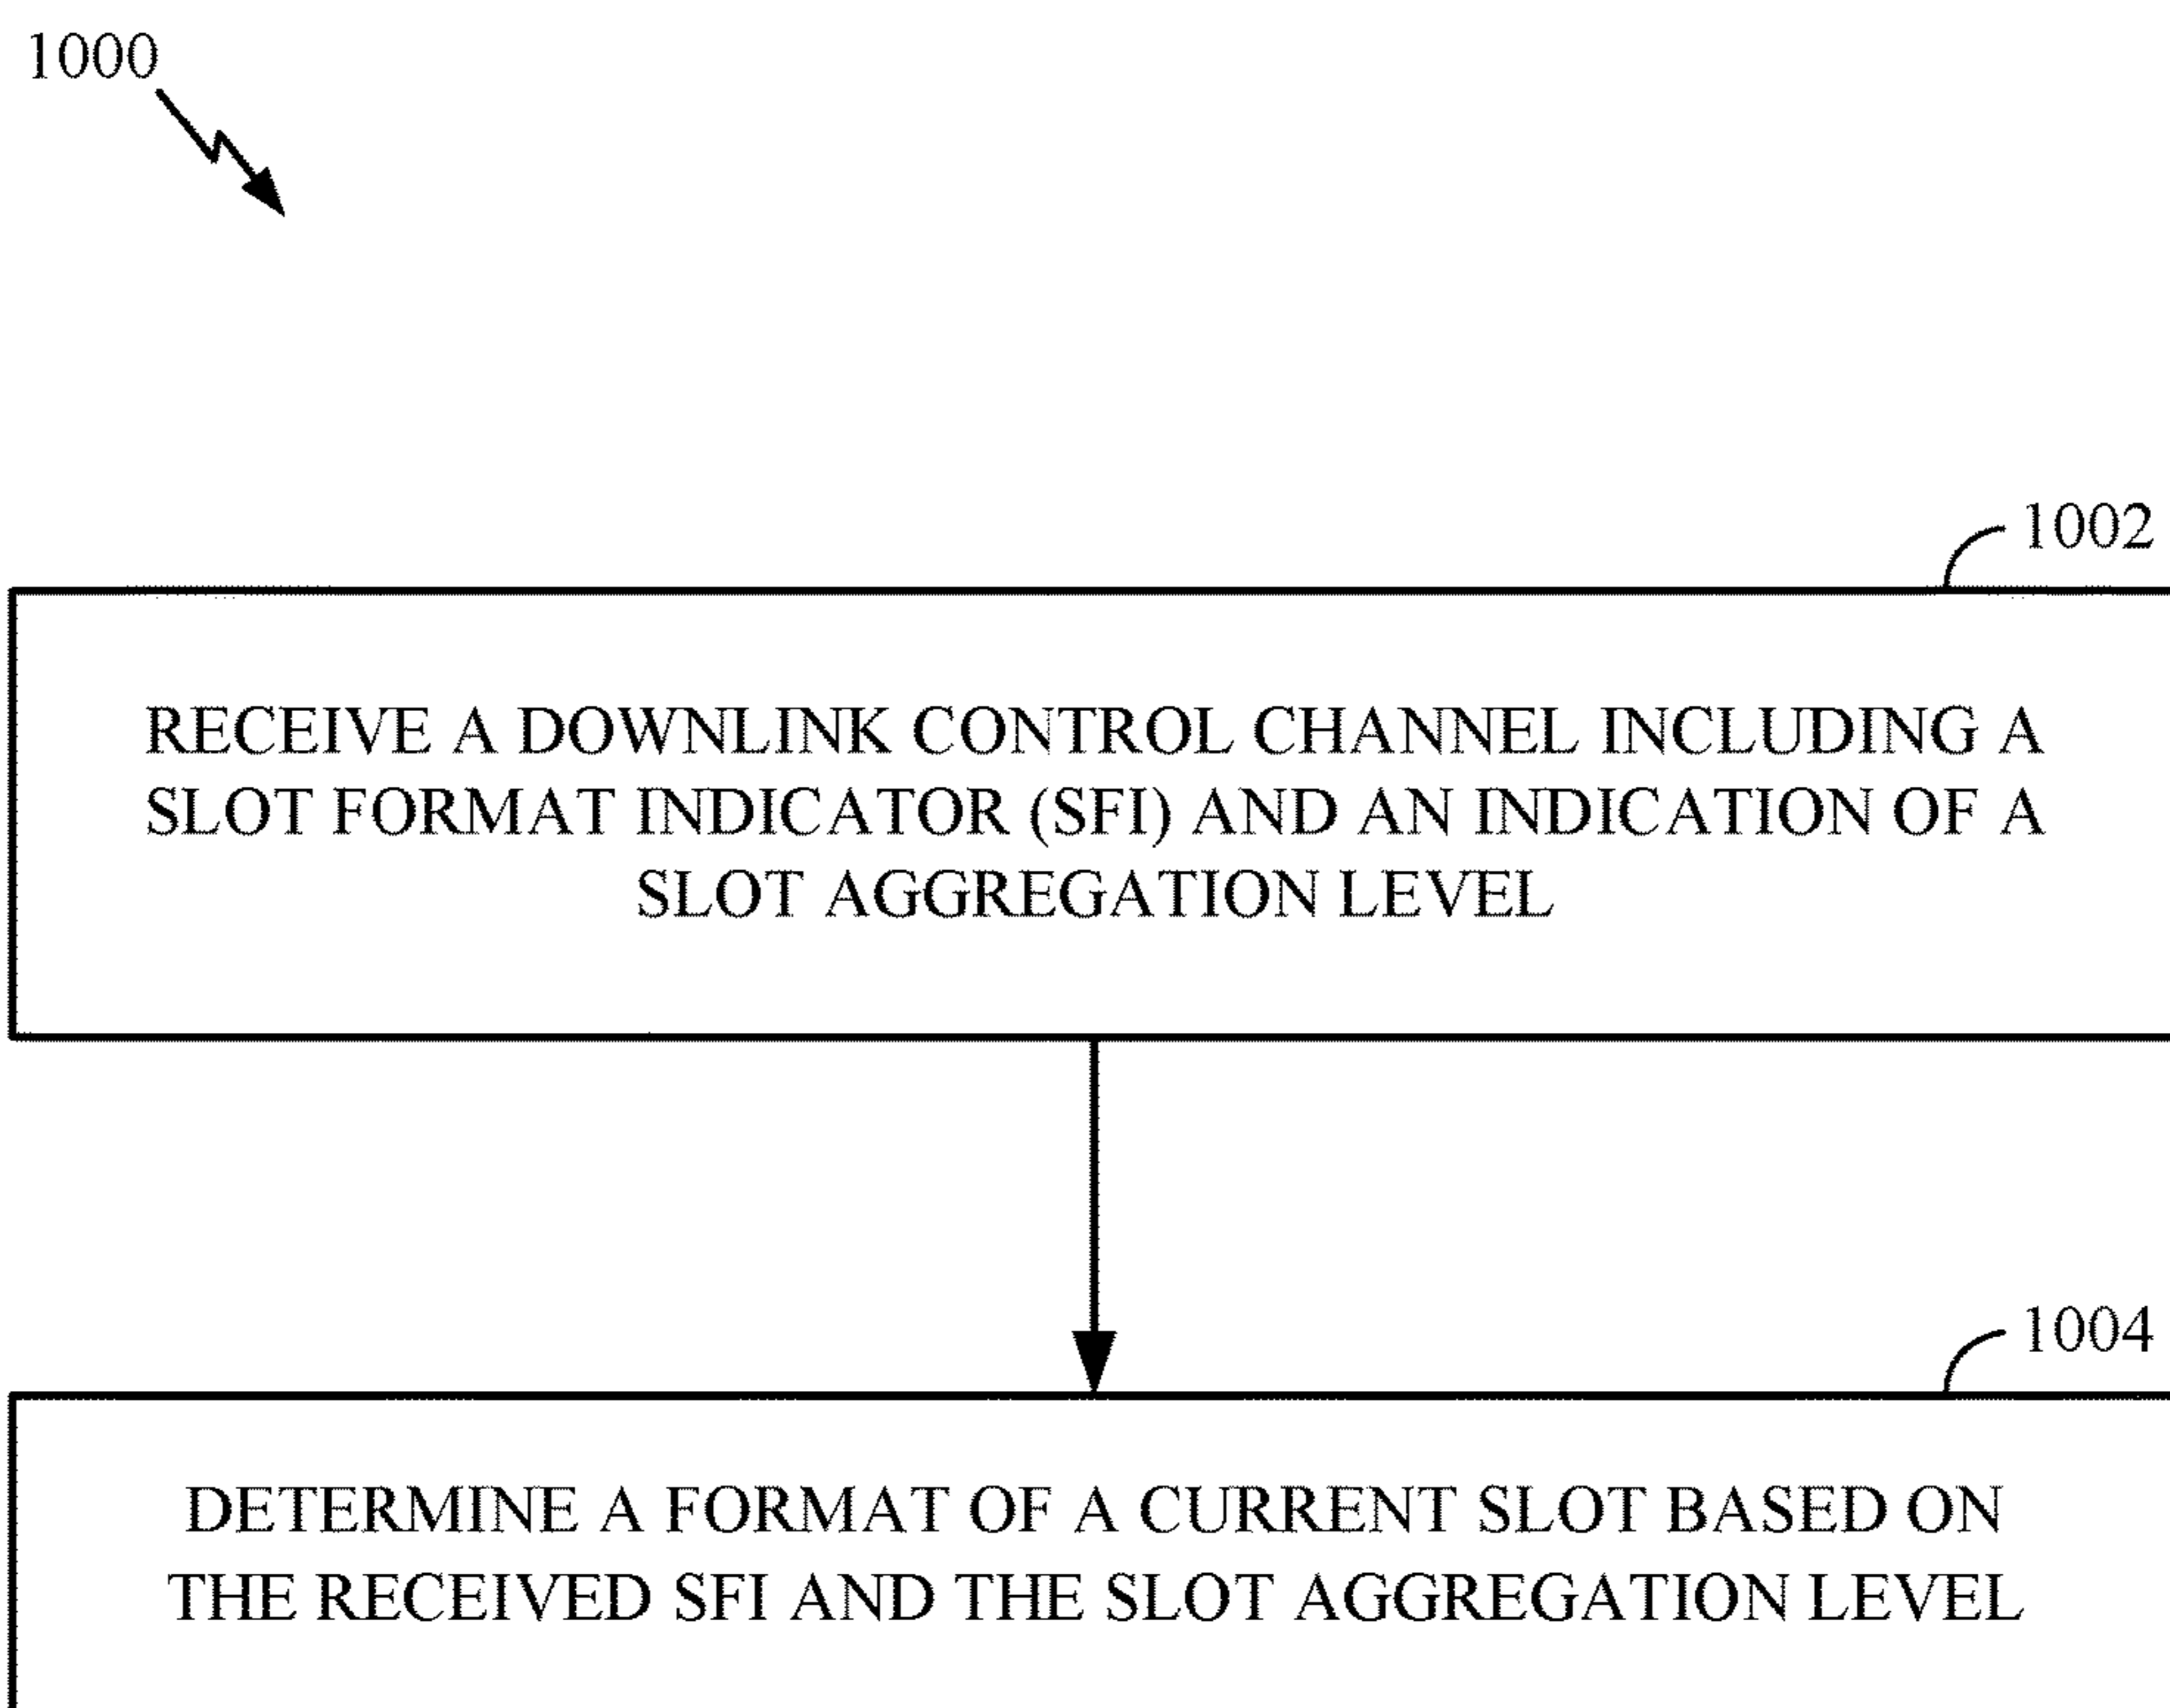 1000
1002
RECEIVE A DOWNLINK CONTROL CHANNEL INCLUDING A
SLOT FORMAT INDICATOR (SFI) AND AN INDICATION OF A
SLOT AGGREGATION LEVEL
1004
DETERMINE A FORMAT OF A CURRENT SLOT BASED ON
THE RECEIVED SFI AND THE SLOT AGGREGATION LEVEL